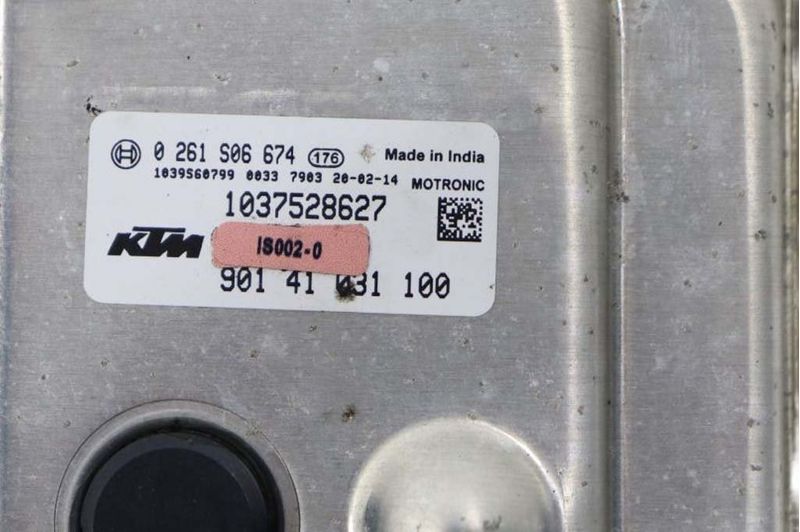 0 261 S06 674 176 Made in India
1039S60799 0033 7903 20-02-14 MOTRONIC
1037528627
KTM IS002-0
901 41 031 100